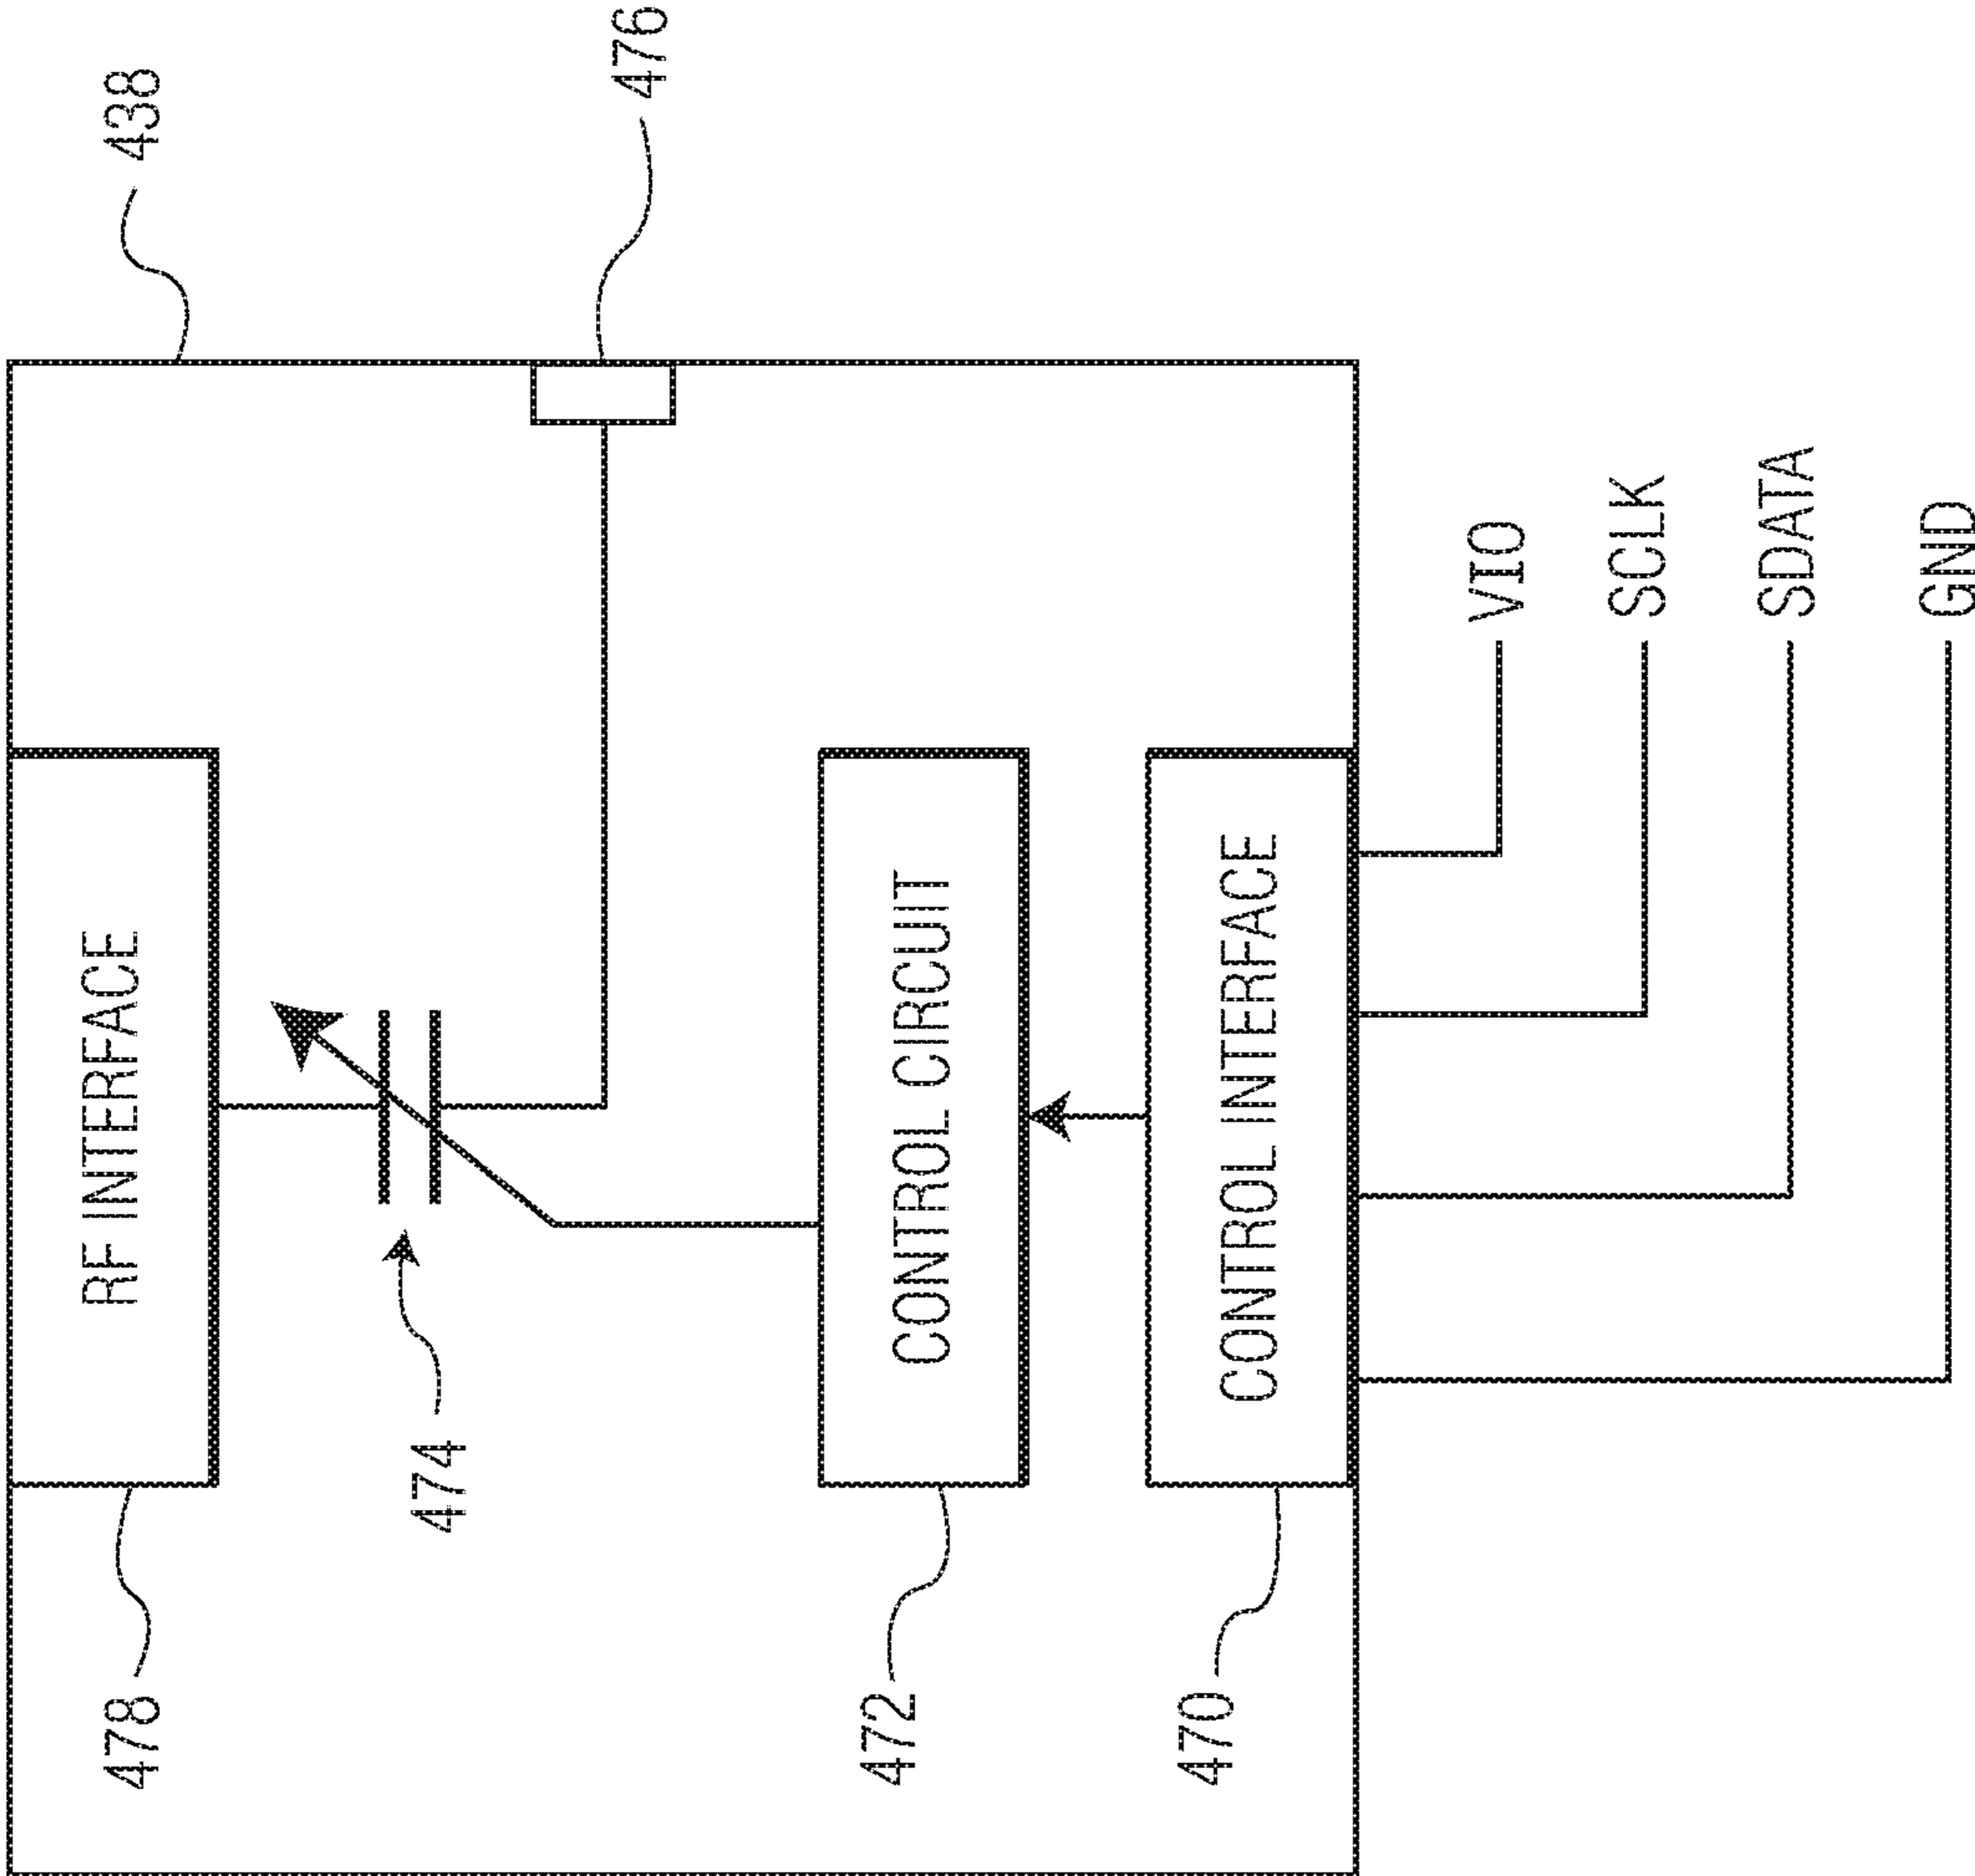 438
476
RF INTERFACE
474
478
CONTROL CIRCUIT
472
CONTROL INTERFACE
470
VIO
SCLK
SDATA
GND